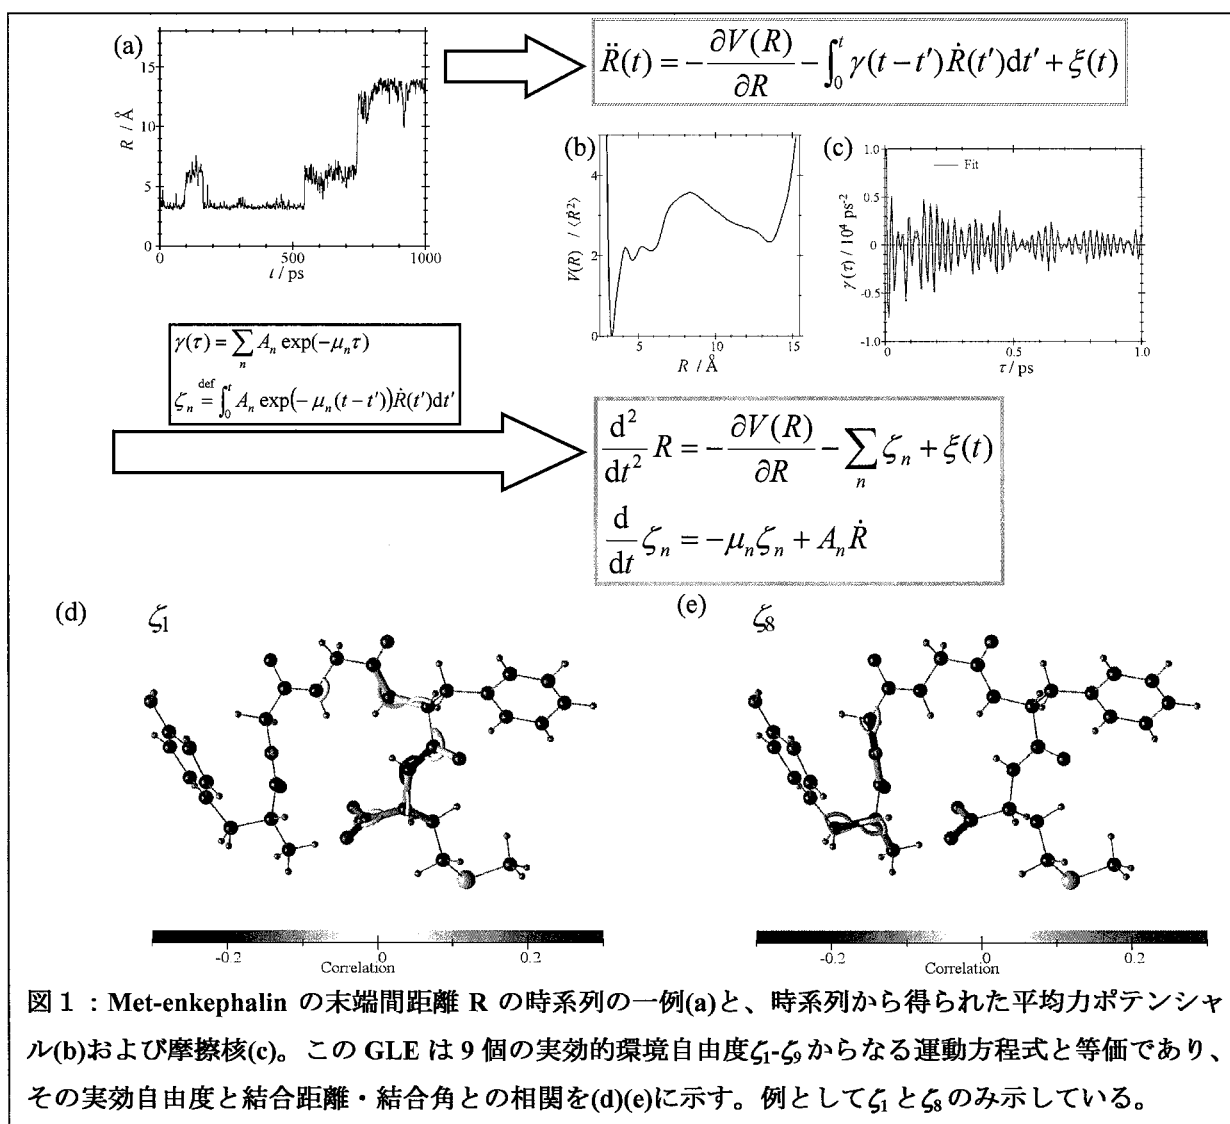 (a)
R / Å
15
10
5
0
0
500
1000
t / ps
R̈(t) = −∂V(R)/∂R − ∫₀ᵗ γ(t−t′)Ṙ(t′)dt′ + ξ(t)
(b)
V(R) / ⟨Ṙ²⟩
4
2
0
5
10
15
R / Å
(c)
Fit
γ(τ) / 10⁴ ps⁻²
1.0
0.5
0
-0.5
-1.0
0
0.5
1.0
τ / ps
γ(τ) = ∑ₙ Aₙ exp(−μₙτ)
ζₙ def= ∫₀ᵗ Aₙ exp(−μₙ(t−t′))Ṙ(t′)dt′
d²/dt² R = −∂V(R)/∂R − ∑ₙ ζₙ + ξ(t)
d/dt ζₙ = −μₙζₙ + AₙṘ
(d)
ζ₁
-0.2
0
0.2
Correlation
(e)
ζ₈
-0.2
0
0.2
Correlation
図1：Met-enkephalin の末端間距離 R の時系列の一例(a)と、時系列から得られた平均力ポテンシャ
ル(b)および摩擦核(c)。この GLE は 9 個の実効的環境自由度ζ₁-ζ₉からなる運動方程式と等価であり、
その実効自由度と結合距離・結合角との相関を(d)(e)に示す。例としてζ₁とζ₈のみ示している。